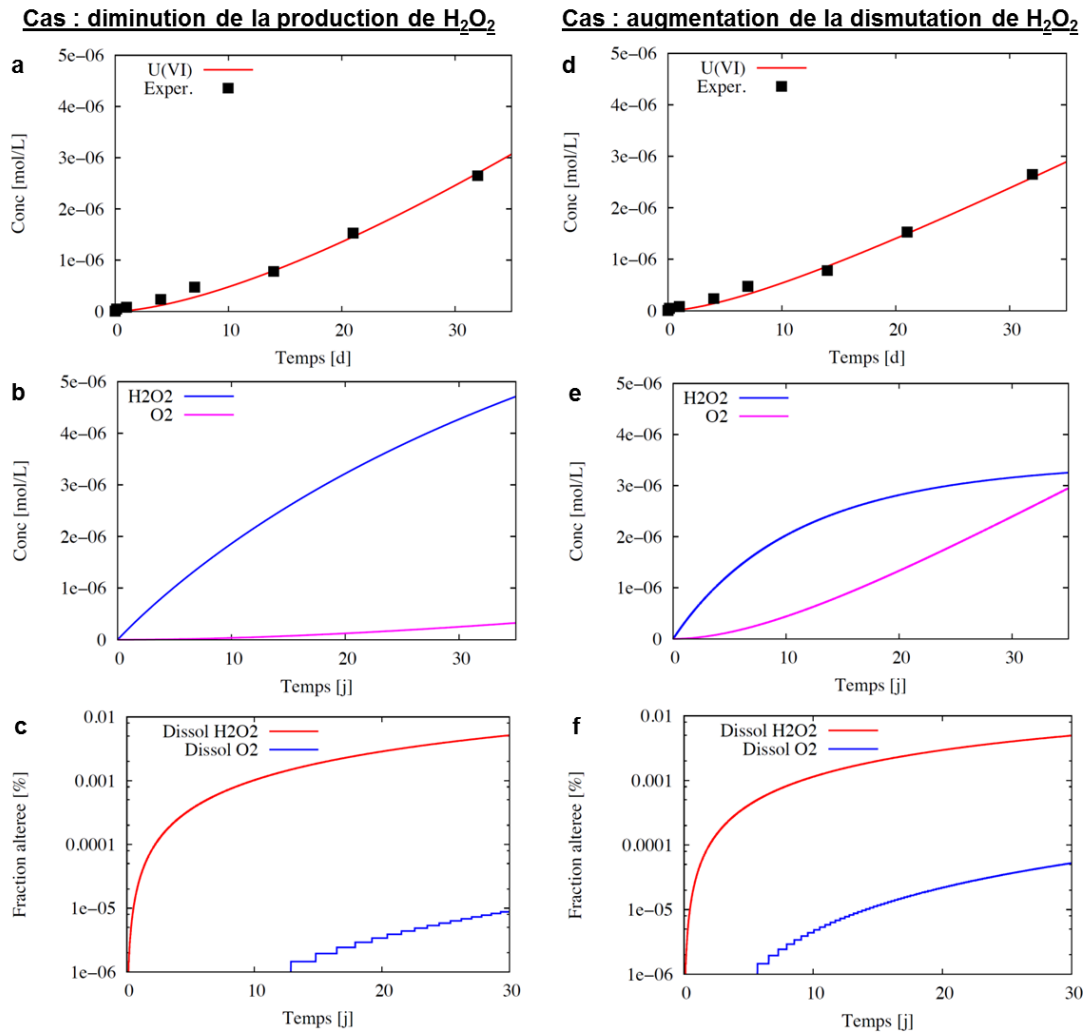 Cas : diminution de la production de H2O2
Cas : augmentation de la dismutation de H2O2
a
5e−06
4e−06
3e−06
2e−06
1e−06
0
Conc [mol/L]
U(VI)
Exper.
0 10 20 30
Temps [d]
d
5e−06
4e−06
3e−06
2e−06
1e−06
0
Conc [mol/L]
U(VI)
Exper.
0 10 20 30
Temps [d]
b
5e−06
4e−06
3e−06
2e−06
1e−06
0
Conc [mol/L]
H2O2
O2
0 10 20 30
Temps [j]
e
5e−06
4e−06
3e−06
2e−06
1e−06
0
Conc [mol/L]
H2O2
O2
0 10 20 30
Temps [j]
c
0.01
0.001
0.0001
1e−05
1e−06
Fraction alteree [%]
Dissol H2O2
Dissol O2
0 10 20 30
Temps [j]
f
0.01
0.001
0.0001
1e−05
1e−06
Fraction alteree [%]
Dissol H2O2
Dissol O2
0 10 20 30
Temps [j]